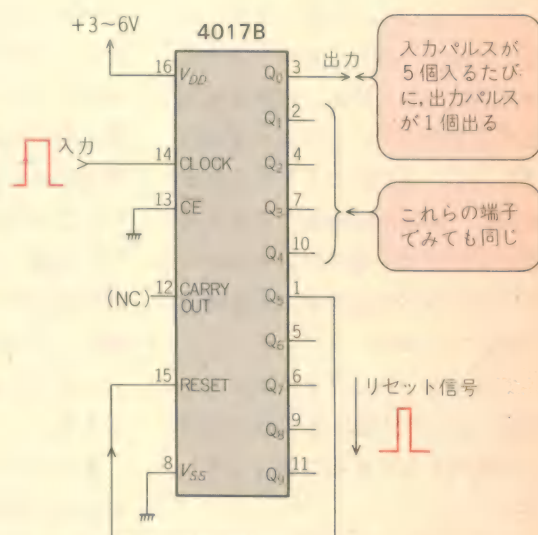 +3~6V
4017B
16
V_DD
Q₀
3
出力
入力パルスが
5個入るたび
に,出力パルス
が1個出る
入力
14
CLOCK
Q₁
2
Q₂
4
13
CE
Q₃
7
Q₄
10
これらの端子
でみても同じ
(NC)
12
CARRY
OUT
Q₅
1
Q₆
5
15
RESET
Q₇
6
リセット信号
Q₈
9
8
V_SS
Q₉
11